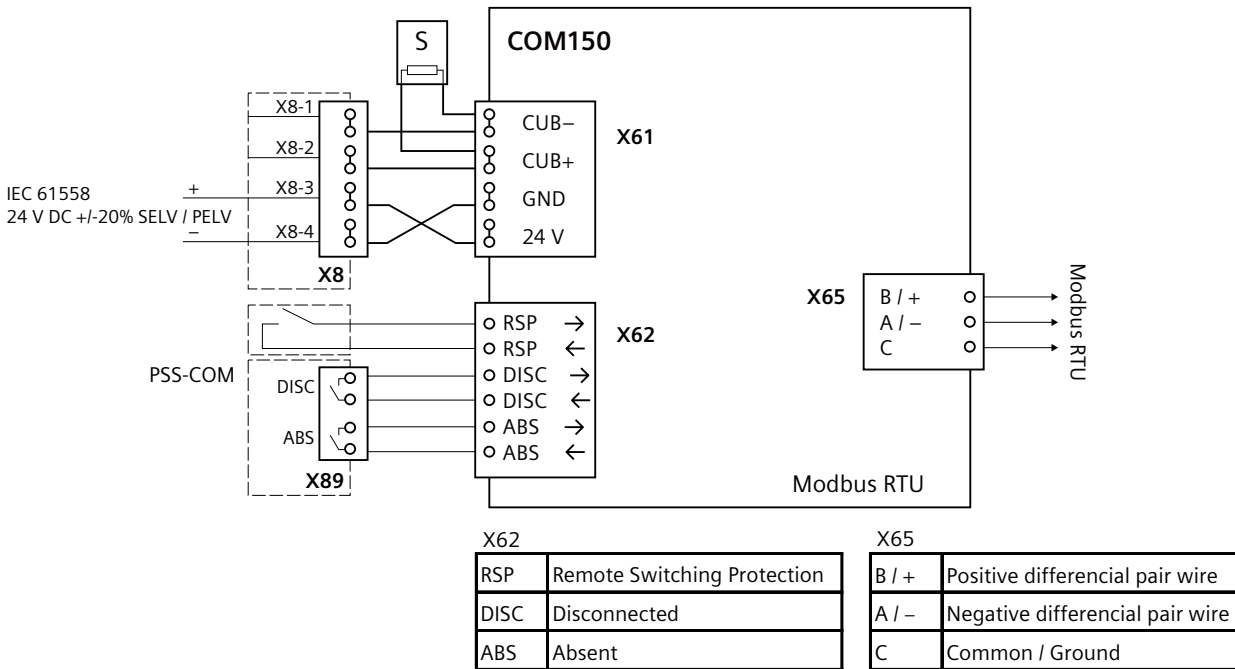 S
COM150
X8-1
X8-2
X8-3
X8-4
X8
IEC 61558
24 V DC +/-20% SELV / PELV
+
−
CUB−
CUB+
GND
24 V
X61
RSP →
RSP ←
DISC →
DISC ←
ABS →
ABS ←
X62
PSS-COM
DISC
ABS
X89
X65
B / +
A / −
C
Modbus RTU
Modbus RTU
X62
RSP Remote Switching Protection
DISC Disconnected
ABS Absent
X65
B / + Positive differencial pair wire
A / − Negative differencial pair wire
C Common / Ground